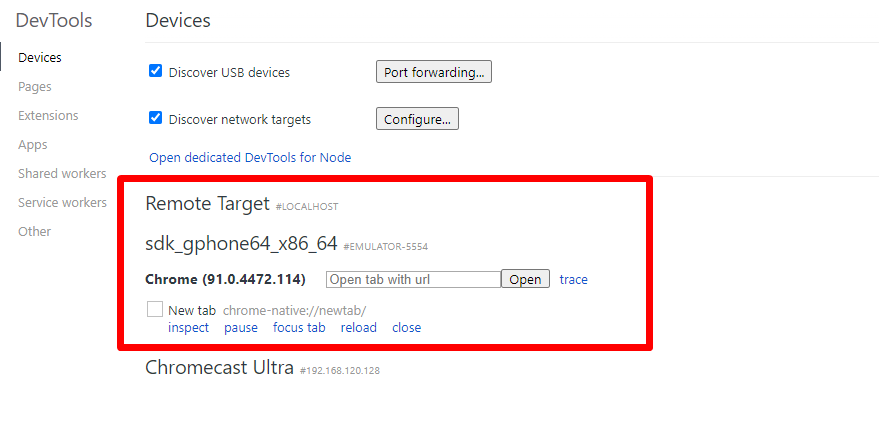 DevTools
Devices
Pages
Extensions
Apps
Shared workers
Service workers
Other
Devices
Discover USB devices Port forwarding...
Discover network targets Configure...
Open dedicated DevTools for Node
Remote Target #LOCALHOST
sdk_gphone64_x86_64 #EMULATOR-5554
Chrome (91.0.4472.114) Open tab with url Open trace
New tab chrome-native://newtab/
inspect pause focus tab reload close
Chromecast Ultra #192.168.120.128